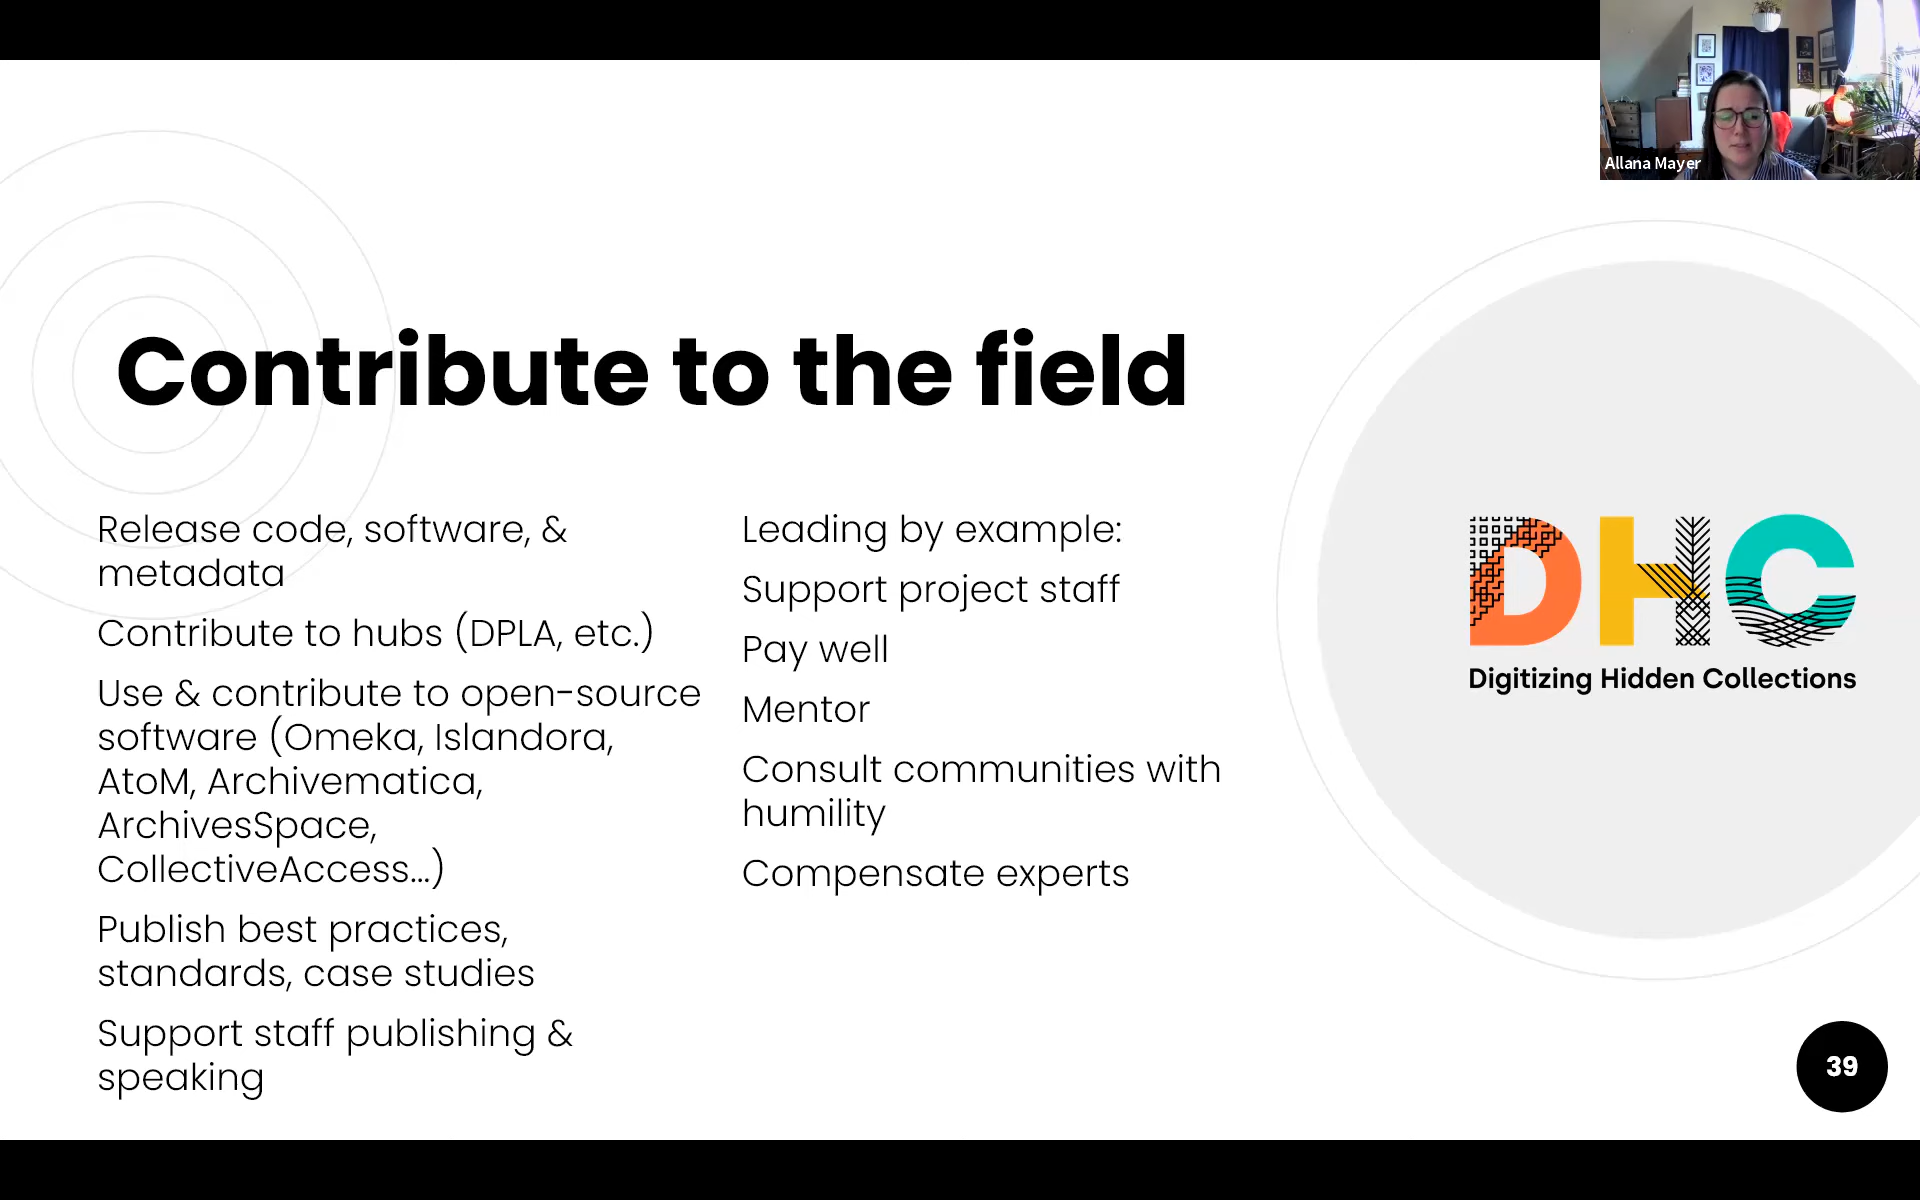 Allana Mayer
Contribute to the field
Release code, software, &
metadata
Contribute to hubs (DPLA, etc.)
Use & contribute to open-source
software (Omeka, Islandora,
AtoM, Archivematica,
ArchivesSpace,
CollectiveAccess...)
Publish best practices,
standards, case studies
Support staff publishing &
speaking
Leading by example:
Support project staff
Pay well
Mentor
Consult communities with
humility
Compensate experts
DHC
Digitizing Hidden Collections
39